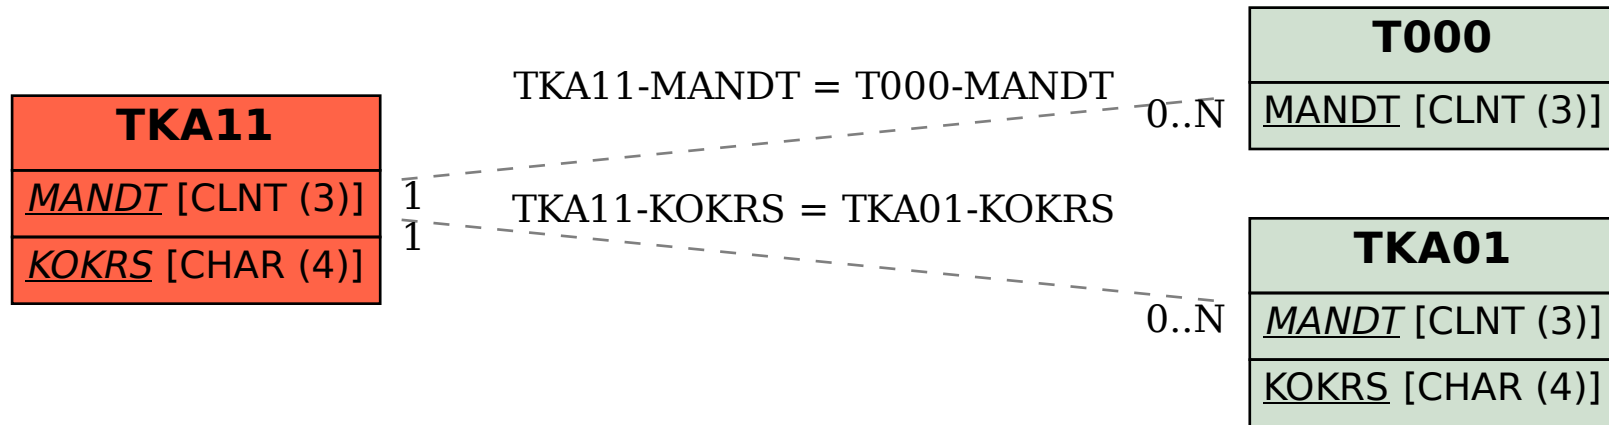 TKA11
MANDT [CLNT (3)]
KOKRS [CHAR (4)]
TKA11-MANDT = T000-MANDT
0..N
1
TKA11-KOKRS = TKA01-KOKRS
1
0..N
T000
MANDT [CLNT (3)]
TKA01
MANDT [CLNT (3)]
KOKRS [CHAR (4)]